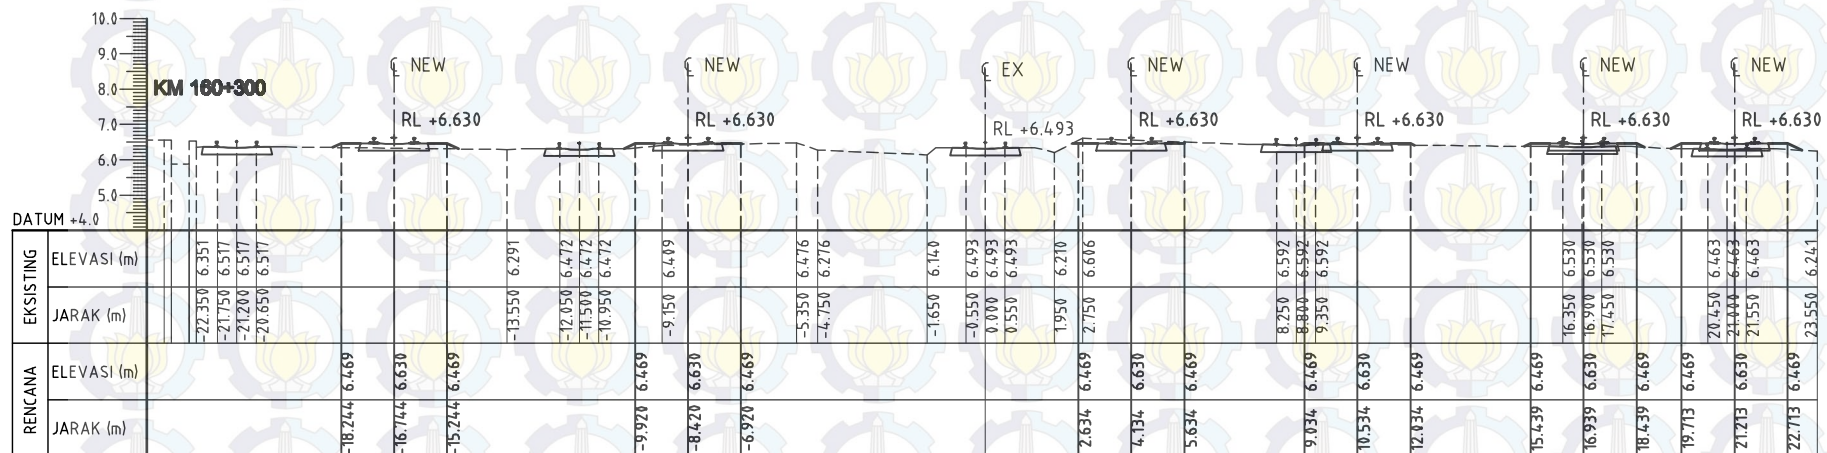 10.0
9.0
8.0
7.0
6.0
5.0
DATUM +4.0
KM 160+300
℄ NEW
℄ NEW
℄ EX
℄ NEW
℄ NEW
℄ NEW
℄ NEW
RL +6.630
RL +6.630
RL +6.493
RL +6.630
RL +6.630
RL +6.630
RL +6.630
EKSISTING
ELEVASI (m)
6.351 6.517 6.517 6.517 6.291 6.472 6.472 6.472 6.409 6.476 6.276 6.140 6.493 6.493 6.493 6.210 6.606 6.592 6.592 6.592 6.530 6.530 6.530 6.463 6.463 6.463 6.241
JARAK (m)
-22.350 -21.750 -21.200 -20.650 -13.550 -12.050 -11.500 -10.950 -9.150 -5.350 -4.750 -1.650 -0.550 0.000 0.550 1.950 2.750 8.250 8.800 9.350 16.350 16.900 17.450 20.450 21.000 21.550 23.550
RENCANA
ELEVASI (m)
6.469 6.630 6.469 6.469 6.630 6.469 6.469 6.630 6.469 6.469 6.630 6.469 6.469 6.630 6.469 6.469 6.630 6.469
JARAK (m)
-18.244 -16.744 -15.244 -9.920 -8.420 -6.920 2.634 4.134 5.634 9.034 10.534 12.034 15.439 16.939 18.439 19.713 21.213 22.713